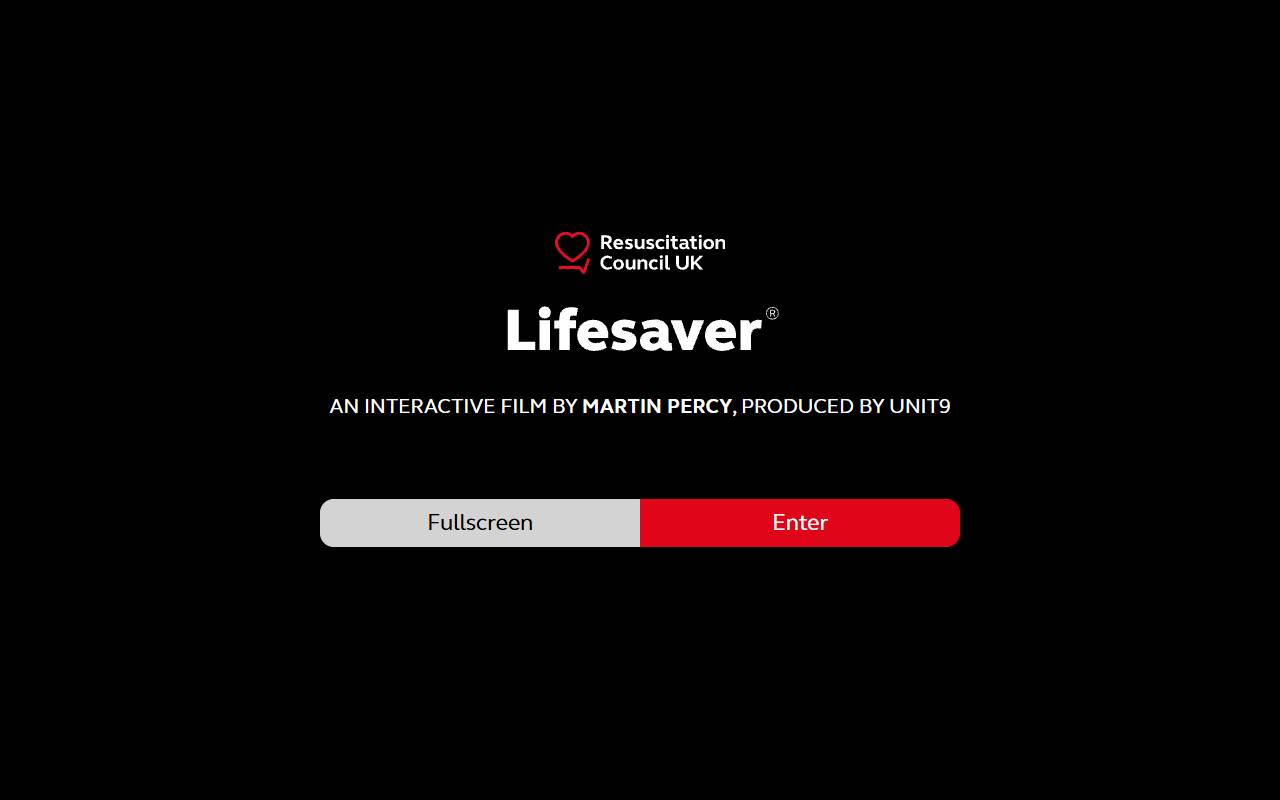 Resuscitation
Council UK
Lifesaver®
AN INTERACTIVE FILM BY MARTIN PERCY, PRODUCED BY UNIT9
Fullscreen
Enter